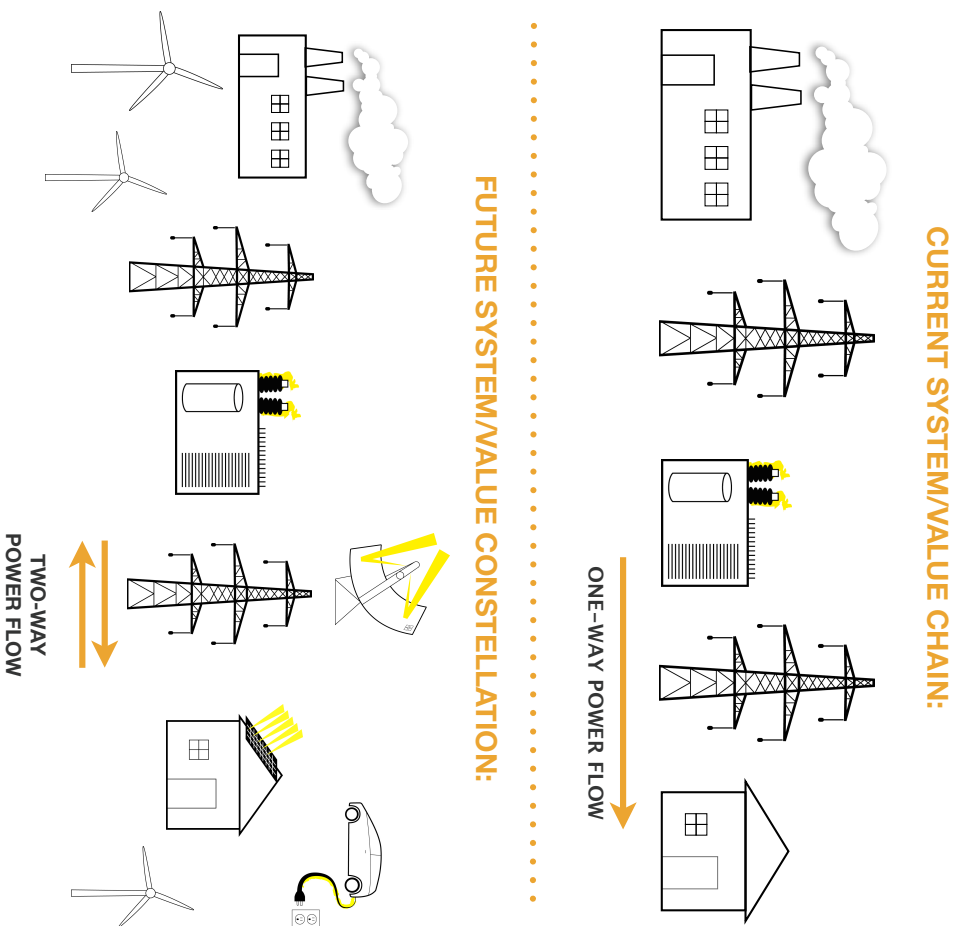 CURRENT SYSTEM/VALUE CHAIN:
ONE-WAY POWER FLOW
FUTURE SYSTEM/VALUE CONSTELLATION:
TWO-WAY
POWER FLOW